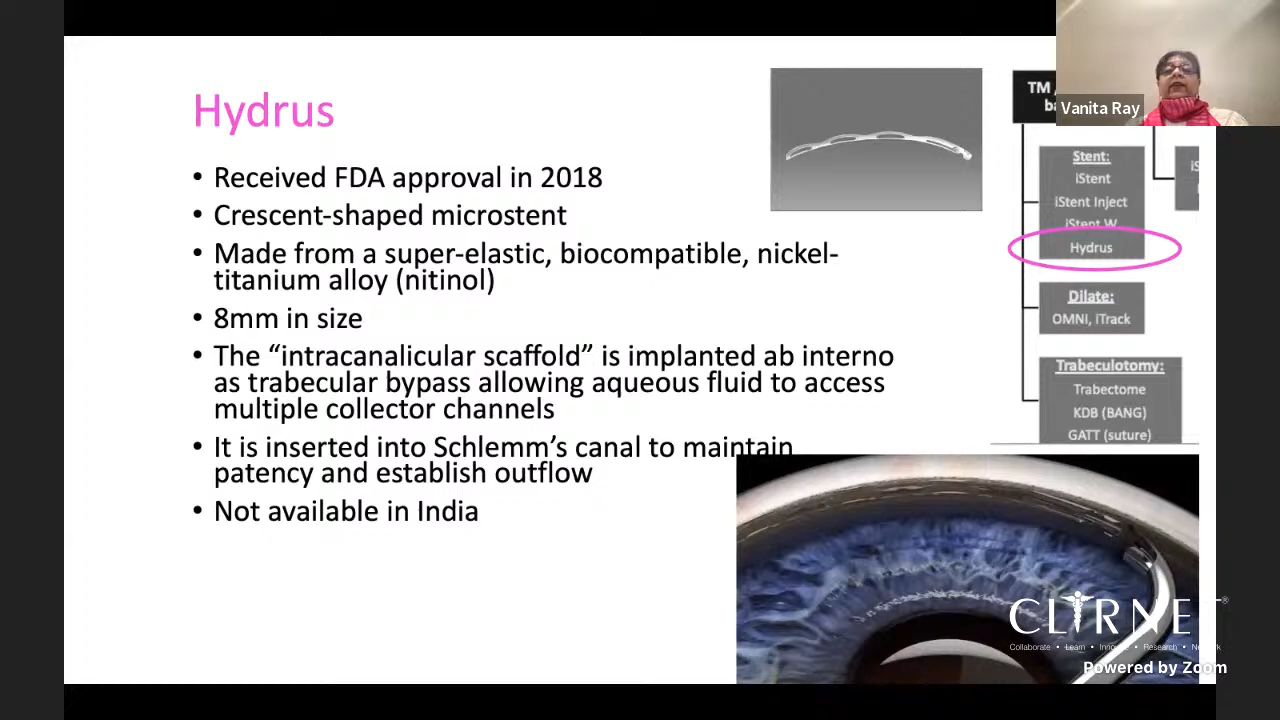 Hydrus
• Received FDA approval in 2018
• Crescent-shaped microstent
• Made from a super-elastic, biocompatible, nickel-
titanium alloy (nitinol)
• 8mm in size
• The “intracanalicular scaffold” is implanted ab interno
as trabecular bypass allowing aqueous fluid to access
multiple collector channels
• It is inserted into Schlemm’s canal to maintain
patency and establish outflow
• Not available in India
TM
Vanita Ray
Stent:
iStent
iStent Inject
iStent W
Hydrus
Dilate:
OMNI, iTrack
Trabeculotomy:
Trabectome
KDB (BANG)
GATT (suture)
CLIRNET®
Collaborate • Learn • Innovate • Research • Network
Powered by Zoom